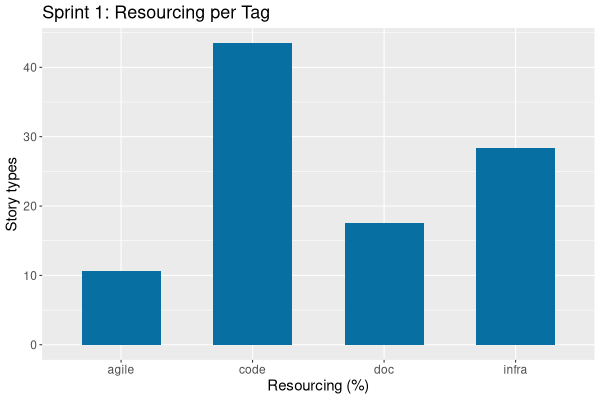 Sprint 1: Resourcing per Tag
Story types
40
30
20
10
0
agile code doc infra
Resourcing (%)